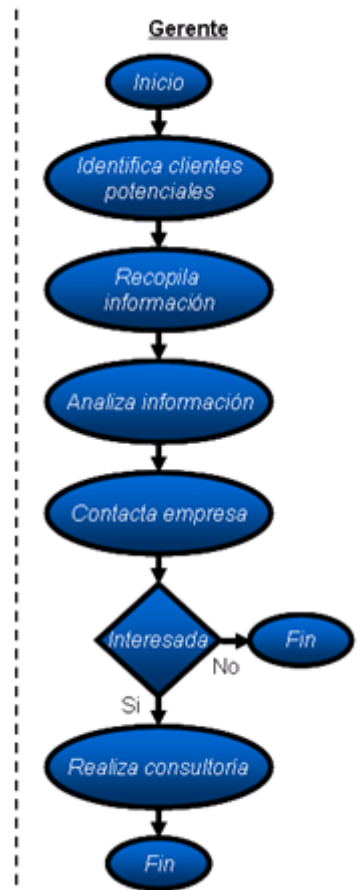 Gerente
Inicio
Identifica clientes
potenciales
Recopila
información
Analiza información
Contacta empresa
Interesada
Fin
No
Si
Realiza consultoría
Fin